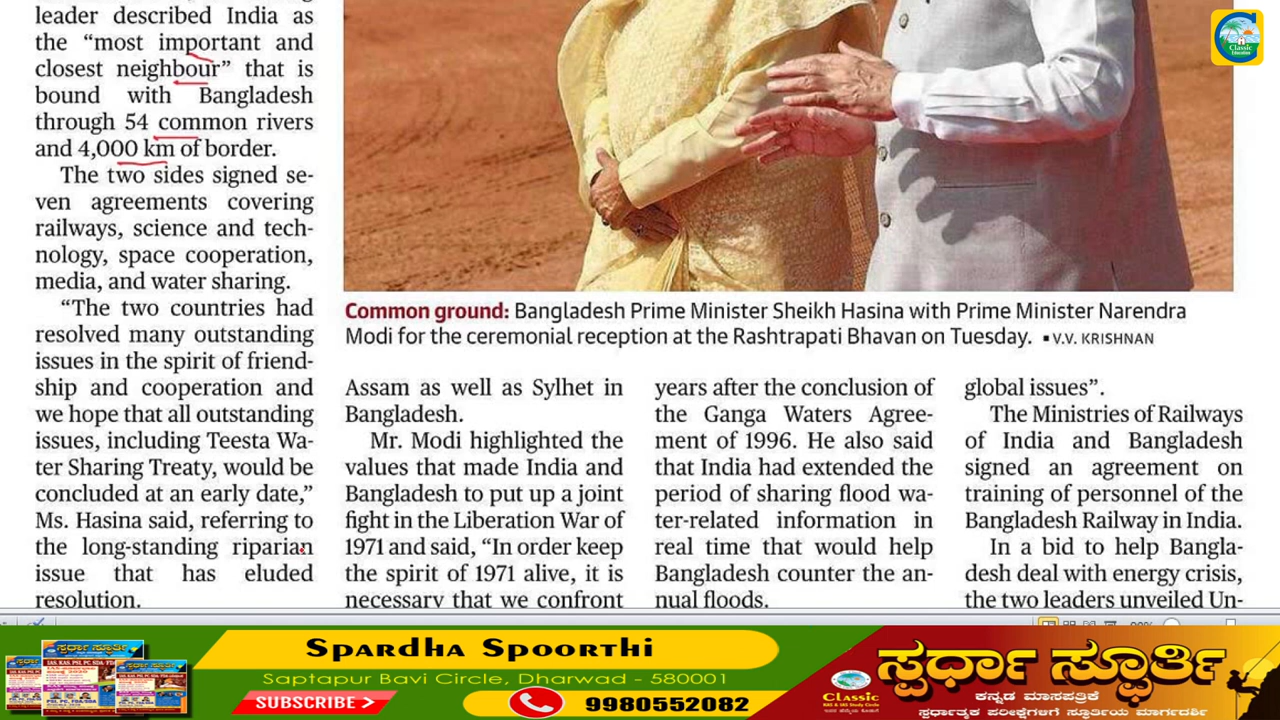 leader described India as
the “most important and
closest neighbour” that is
bound with Bangladesh
through 54 common rivers
and 4,000 km of border.
The two sides signed se-
ven agreements covering
railways, science and tech-
nology, space cooperation,
media, and water sharing.
“The two countries had
resolved many outstanding
issues in the spirit of friend-
ship and cooperation and
we hope that all outstanding
issues, including Teesta Wa-
ter Sharing Treaty, would be
concluded at an early date,”
Ms. Hasina said, referring to
the long-standing riparian
issue that has eluded
resolution.
Common ground: Bangladesh Prime Minister Sheikh Hasina with Prime Minister Narendra
Modi for the ceremonial reception at the Rashtrapati Bhavan on Tuesday. ▪ V.V. KRISHNAN
Assam as well as Sylhet in
Bangladesh.
Mr. Modi highlighted the
values that made India and
Bangladesh to put up a joint
fight in the Liberation War of
1971 and said, “In order keep
the spirit of 1971 alive, it is
necessary that we confront
years after the conclusion of
the Ganga Waters Agree-
ment of 1996. He also said
that India had extended the
period of sharing flood wa-
ter-related information in
real time that would help
Bangladesh counter the an-
nual floods.
global issues”.
The Ministries of Railways
of India and Bangladesh
signed an agreement on
training of personnel of the
Bangladesh Railway in India.
In a bid to help Bangla-
desh deal with energy crisis,
the two leaders unveiled Un-
Classic
Education
Spardha Spoorthi
Saptapur Bavi Circle, Dharwad - 580001
SUBSCRIBE >
9980552082
ಸ್ಪರ್ಧಾ ಸ್ಫೂರ್ತಿ
Classic
KAS & IAS Study Circle
ಸ್ಪರ್ಧಾ ಸ್ಫೂರ್ತಿ
ಕನ್ನಡ ಮಾಸಪತ್ರಿಕೆ
ಸ್ಪರ್ಧಾತ್ಮಕ ಪರೀಕ್ಷೆಗಳಿಗೆ ಸ್ಫೂರ್ತಿಯ ಮಾರ್ಗದರ್ಶಿ